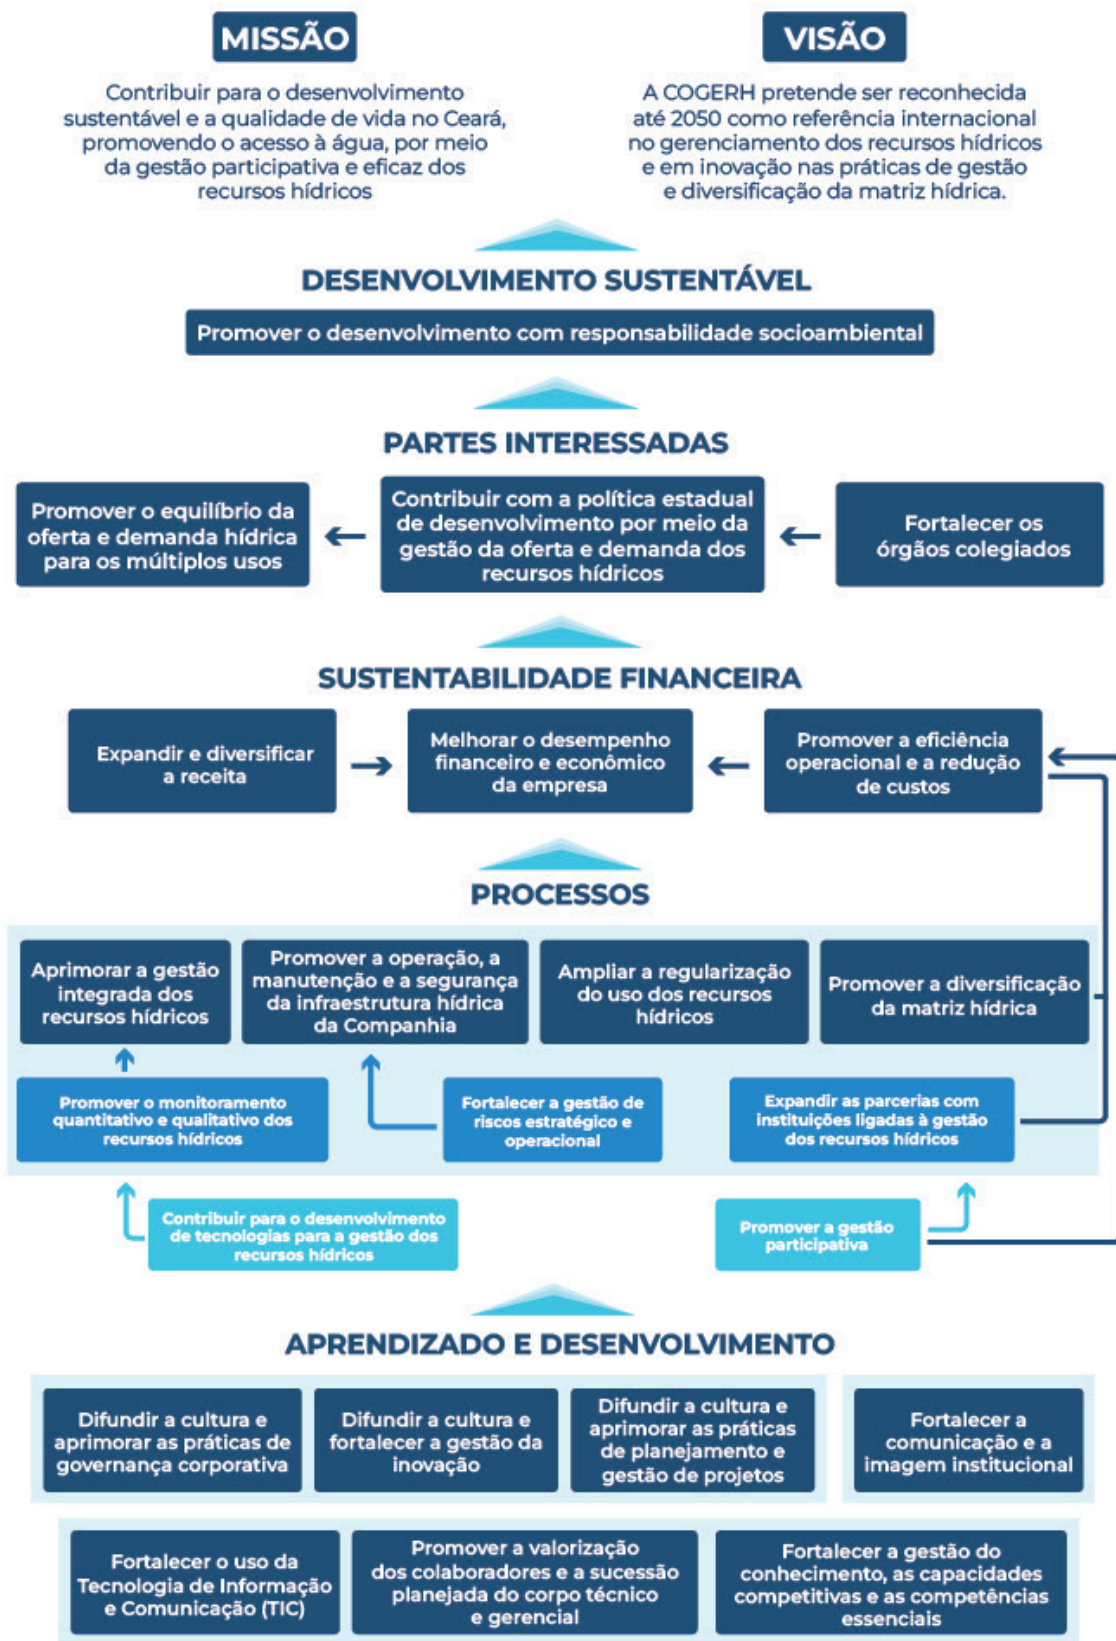 MISSÃO
Contribuir para o desenvolvimento
sustentável e a qualidade de vida no Ceará,
promovendo o acesso à água, por meio
da gestão participativa e eficaz dos
recursos hídricos
VISÃO
A COGERH pretende ser reconhecida
até 2050 como referência internacional
no gerenciamento dos recursos hídricos
e em inovação nas práticas de gestão
e diversificação da matriz hídrica.
DESENVOLVIMENTO SUSTENTÁVEL
Promover o desenvolvimento com responsabilidade socioambiental
PARTES INTERESSADAS
Promover o equilíbrio da
oferta e demanda hídrica
para os múltiplos usos
Contribuir com a política estadual
de desenvolvimento por meio da
gestão da oferta e demanda dos
recursos hídricos
Fortalecer os
órgãos colegiados
SUSTENTABILIDADE FINANCEIRA
Expandir e diversificar
a receita
Melhorar o desempenho
financeiro e econômico
da empresa
Promover a eficiência
operacional e a redução
de custos
PROCESSOS
Aprimorar a gestão
integrada dos
recursos hídricos
Promover a operação, a
manutenção e a segurança
da infraestrutura hídrica
da Companhia
Ampliar a regularização
do uso dos recursos
hídricos
Promover a diversificação
da matriz hídrica
Promover o monitoramento
quantitativo e qualitativo dos
recursos hídricos
Fortalecer a gestão de
riscos estratégico e
operacional
Expandir as parcerias com
instituições ligadas à gestão
dos recursos hídricos
Contribuir para o desenvolvimento
de tecnologias para a gestão dos
recursos hídricos
Promover a gestão
participativa
APRENDIZADO E DESENVOLVIMENTO
Difundir a cultura e
aprimorar as práticas de
governança corporativa
Difundir a cultura e
fortalecer a gestão da
inovação
Difundir a cultura e
aprimorar as práticas
de planejamento e
gestão de projetos
Fortalecer a
comunicação e a
imagem institucional
Fortalecer o uso da
Tecnologia de Informação
e Comunicação (TIC)
Promover a valorização
dos colaboradores e a sucessão
planejada do corpo técnico
e gerencial
Fortalecer a gestão do
conhecimento, as capacidades
competitivas e as competências
essenciais